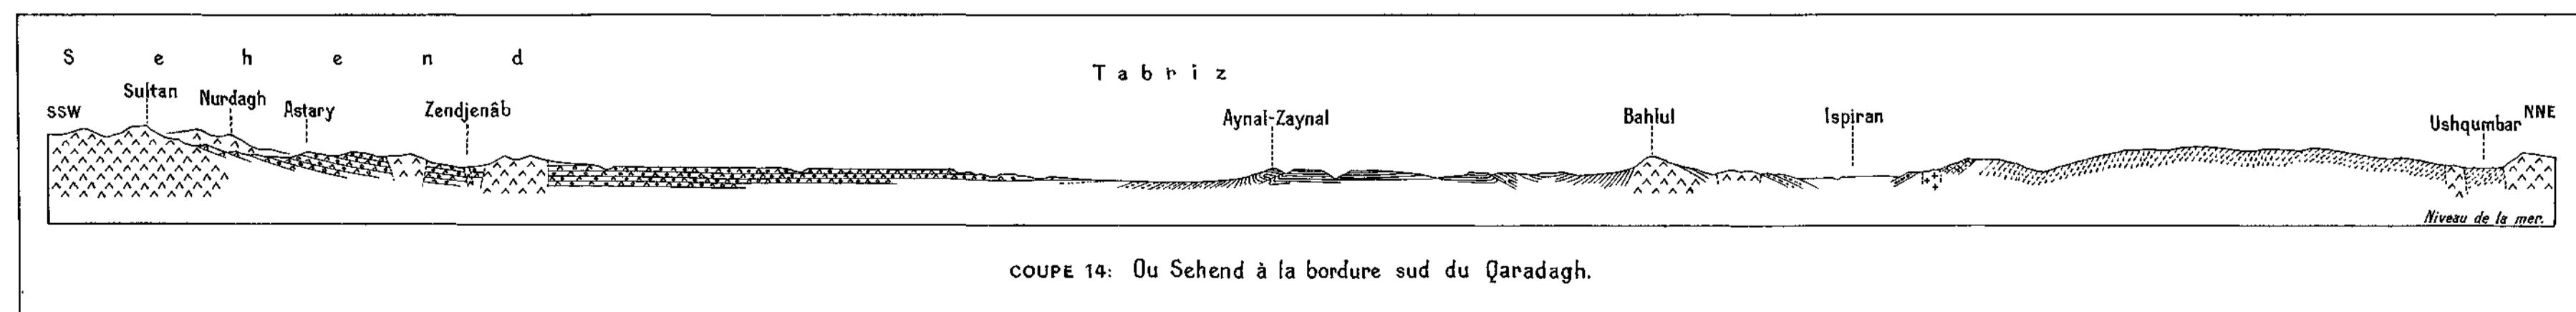 Sehend
Tabriz
Sultan
Nurdagh
Astary
Zendjenâb
Aynal-Zaynal
Bahlul
Ispiran
Ushqumbar
SSW
NNE
Niveau de la mer.
COUPE 14: Du Sehend à la bordure sud du Qaradagh.